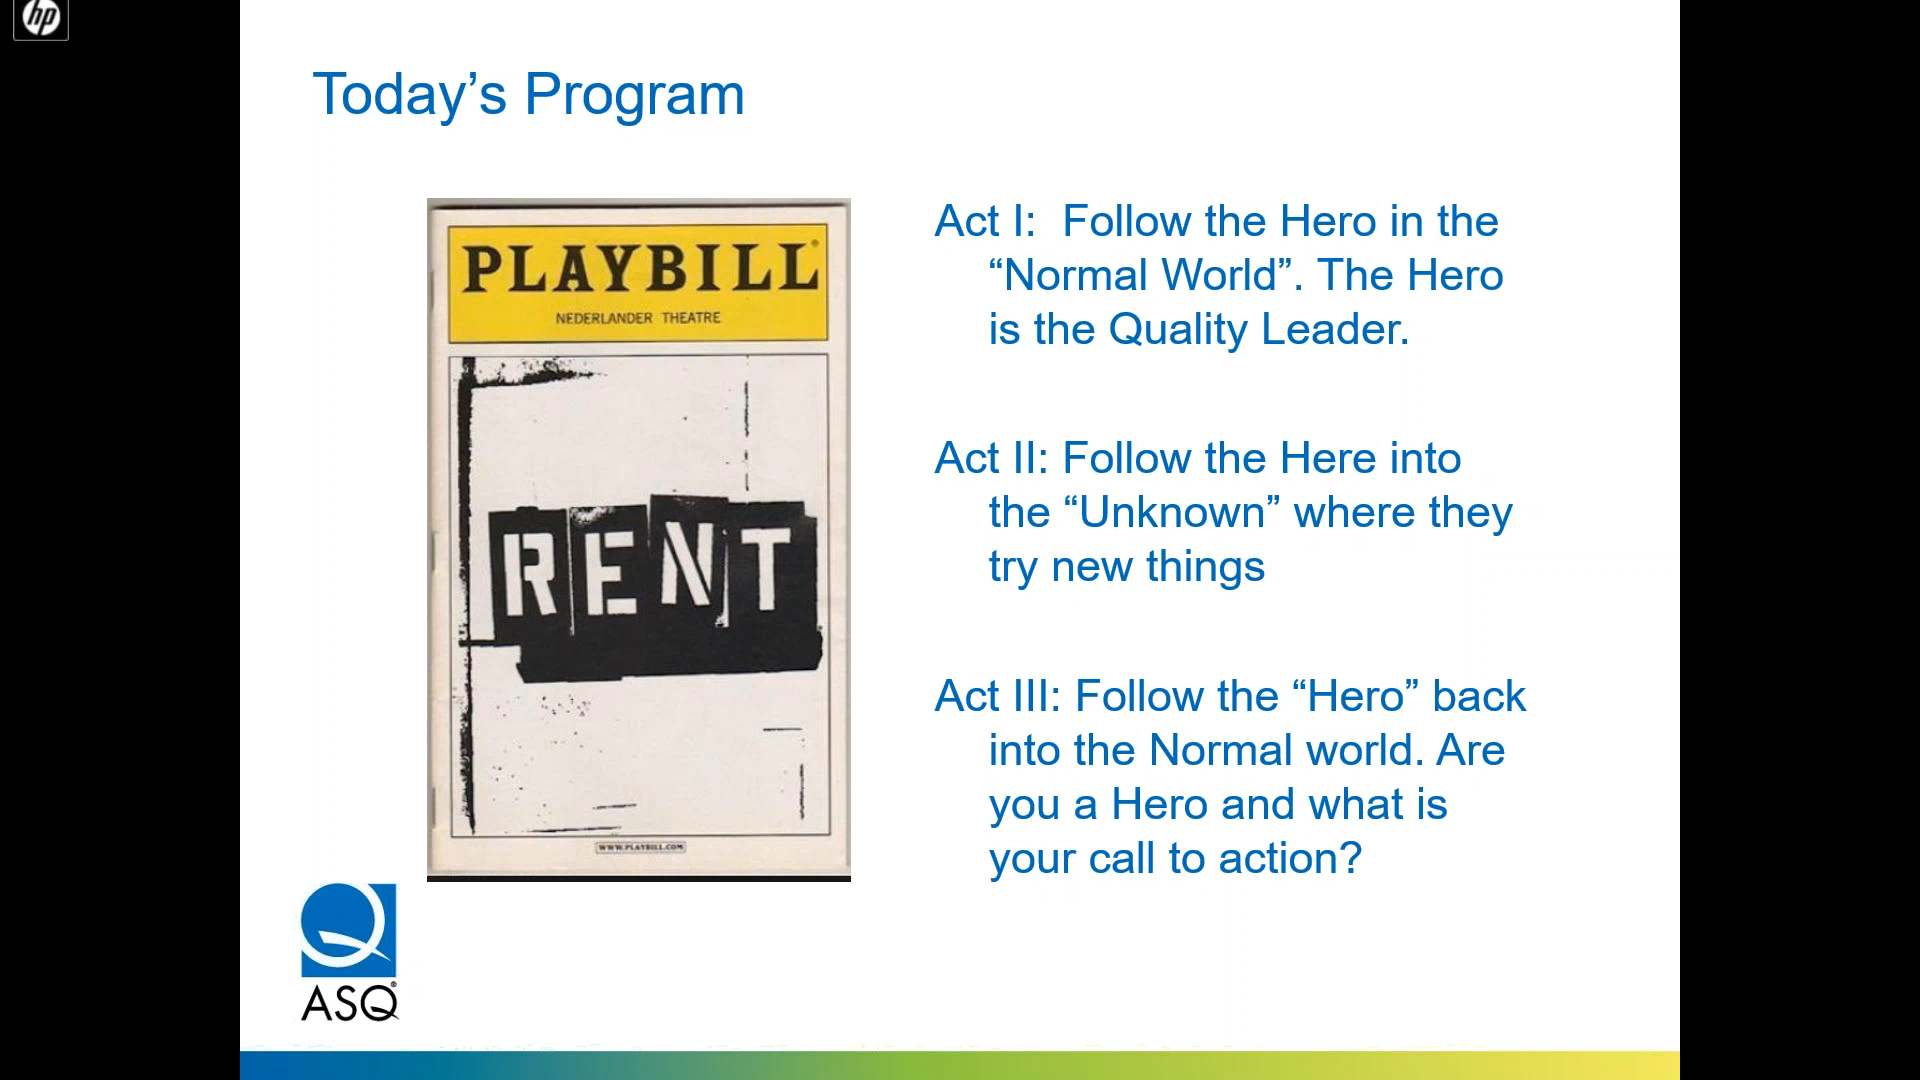 hp
Today’s Program
PLAYBILL®
NEDERLANDER THEATRE
RENT
WWW.PLAYBILL.COM
Act I:  Follow the Hero in the
“Normal World”. The Hero
is the Quality Leader.
Act II: Follow the Here into
the “Unknown” where they
try new things
Act III: Follow the “Hero” back
into the Normal world. Are
you a Hero and what is
your call to action?
ASQ®